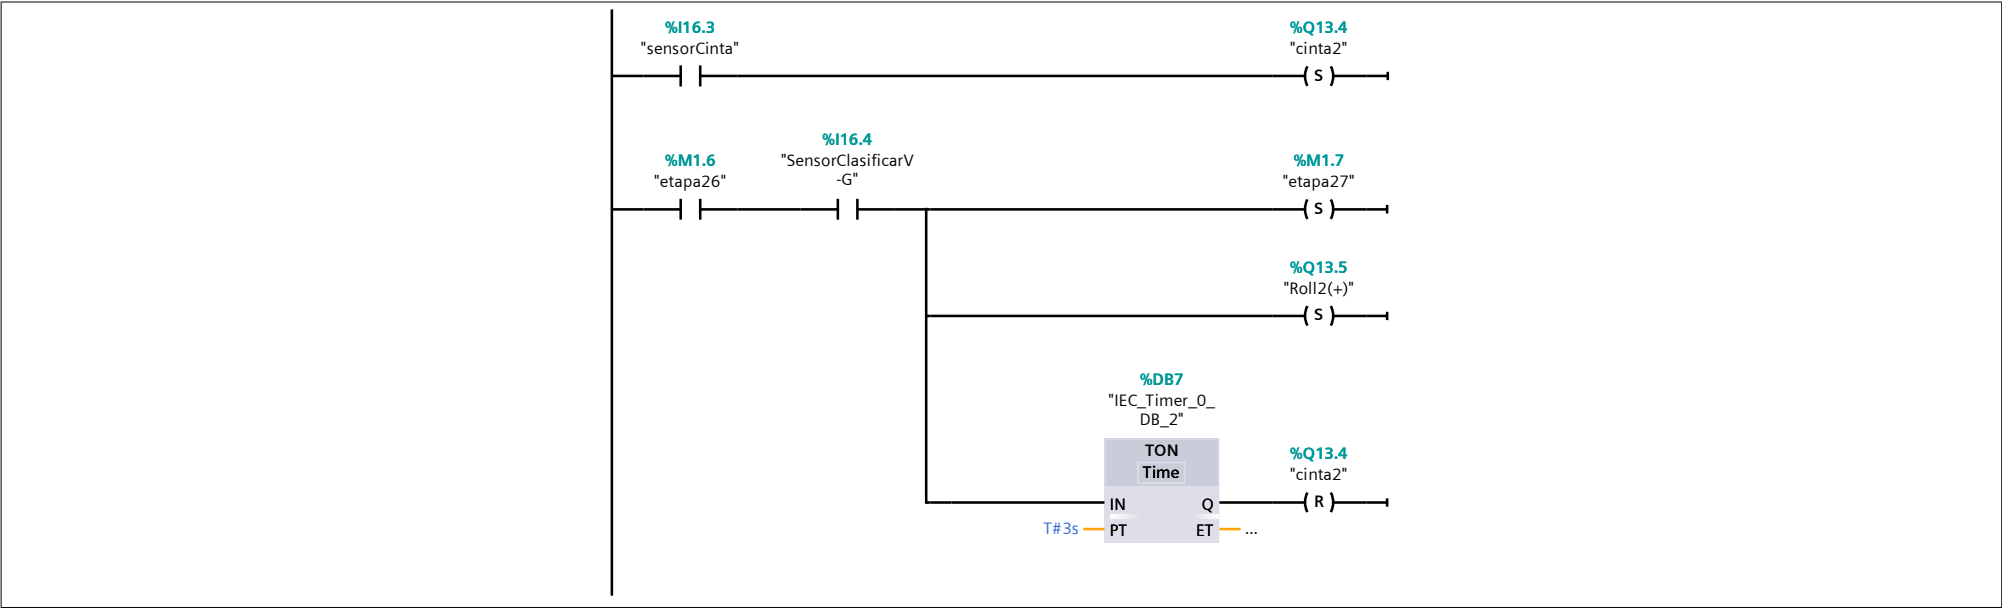 %I16.3
"sensorCinta"
%Q13.4
"cinta2"
S
%M1.6
"etapa26"
%I16.4
"SensorClasificarV
-G"
%M1.7
"etapa27"
S
%Q13.5
"Roll2(+)"
S
%DB7
"IEC_Timer_0_
DB_2"
TON
Time
IN
Q
T#3s
PT
ET
...
%Q13.4
"cinta2"
R